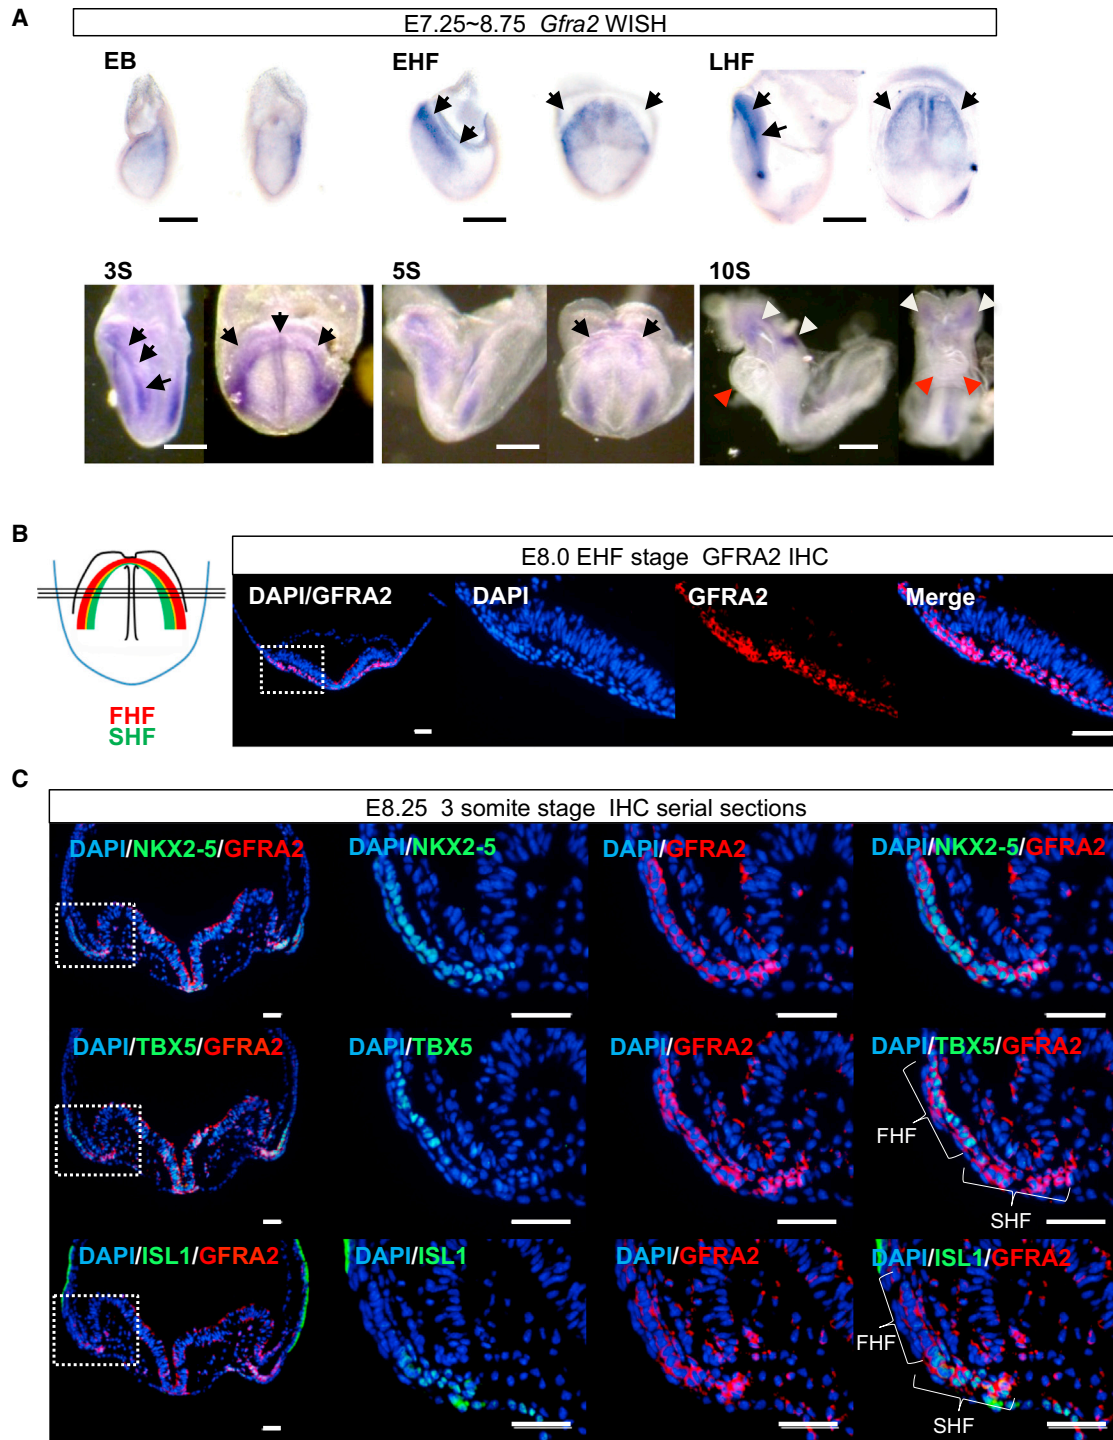 A
E7.25~8.75 Gfra2 WISH
EB
EHF
LHF
3S
5S
10S
B
E8.0 EHF stage GFRA2 IHC
DAPI/GFRA2
DAPI
GFRA2
Merge
FHF
SHF
C
E8.25 3 somite stage IHC serial sections
DAPI/NKX2-5/GFRA2
DAPI/NKX2-5
DAPI/GFRA2
DAPI/NKX2-5/GFRA2
DAPI/TBX5/GFRA2
DAPI/TBX5
DAPI/GFRA2
DAPI/TBX5/GFRA2
FHF
SHF
DAPI/ISL1/GFRA2
DAPI/ISL1
DAPI/GFRA2
DAPI/ISL1/GFRA2
FHF
SHF